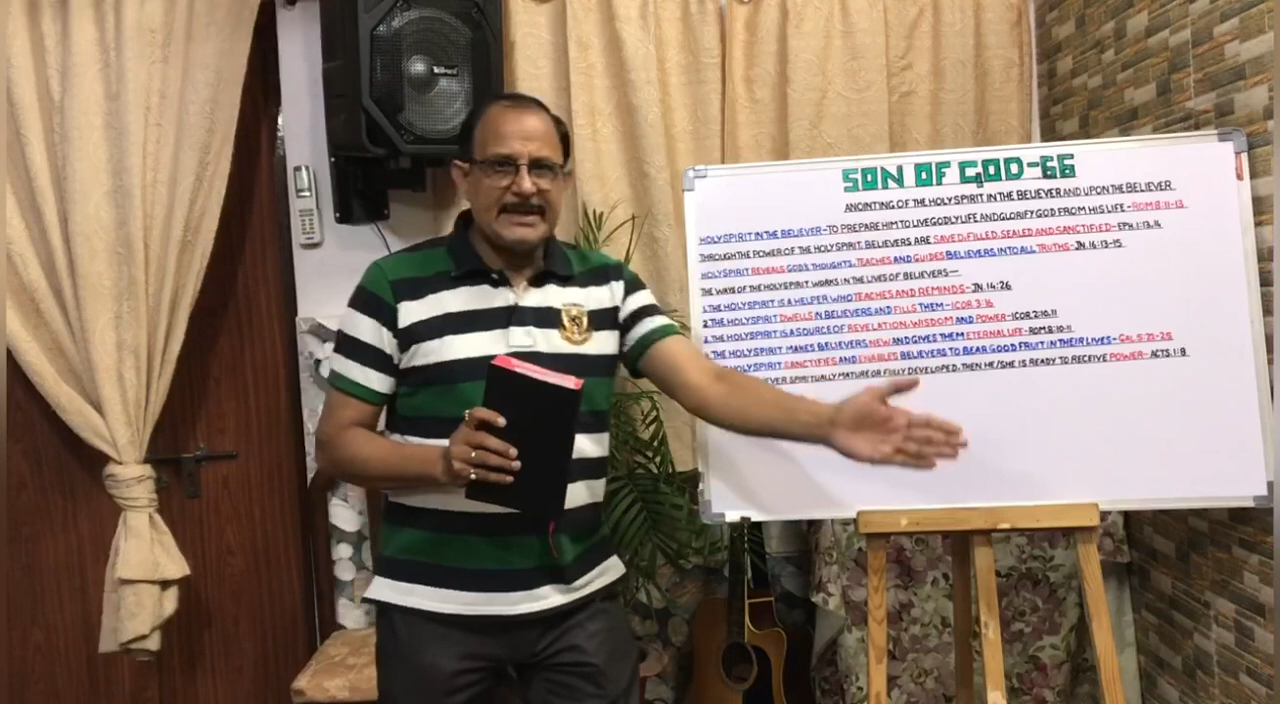 SON OF GOD-66
ANOINTING OF THE HOLY SPIRIT IN THE BELIEVER AND UPON THE BELIEVER
HOLY SPIRIT IN THE BELIEVER-TO PREPARE HIM TO LIVE GODLY LIFE AND GLORIFY GOD FROM HIS LIFE-ROM 8:11-13
THROUGH THE POWER OF THE HOLY SPIRIT, BELIEVERS ARE SAVED, FILLED, SEALED AND SANCTIFIED-EPH. 1:13,14
HOLY SPIRIT REVEALS GOD'S THOUGHTS, TEACHES AND GUIDES BELIEVERS INTO ALL TRUTHS-JN. 16:13-15
THE WAYS OF THE HOLY SPIRIT WORKS IN THE LIVES OF BELIEVERS-
1. THE HOLY SPIRIT IS A HELPER WHO TEACHES AND REMINDS-JN. 14:26
2. THE HOLY SPIRIT DWELLS IN BELIEVERS AND FILLS THEM-1COR 3:16
3. THE HOLY SPIRIT IS A SOURCE OF REVELATION, WISDOM AND POWER-1COR 2:10,11
THE HOLY SPIRIT MAKES BELIEVERS NEW AND GIVES THEM ETERNAL LIFE-ROM 8:10-11
HOLY SPIRIT SANCTIFIES AND ENABLES BELIEVERS TO BEAR GOOD FRUIT IN THEIR LIVES-GAL 5:22-25
SPIRITUALLY MATURE OR FULLY DEVELOPED, THEN HE/SHE IS READY TO RECEIVE POWER-ACTS. 1:8